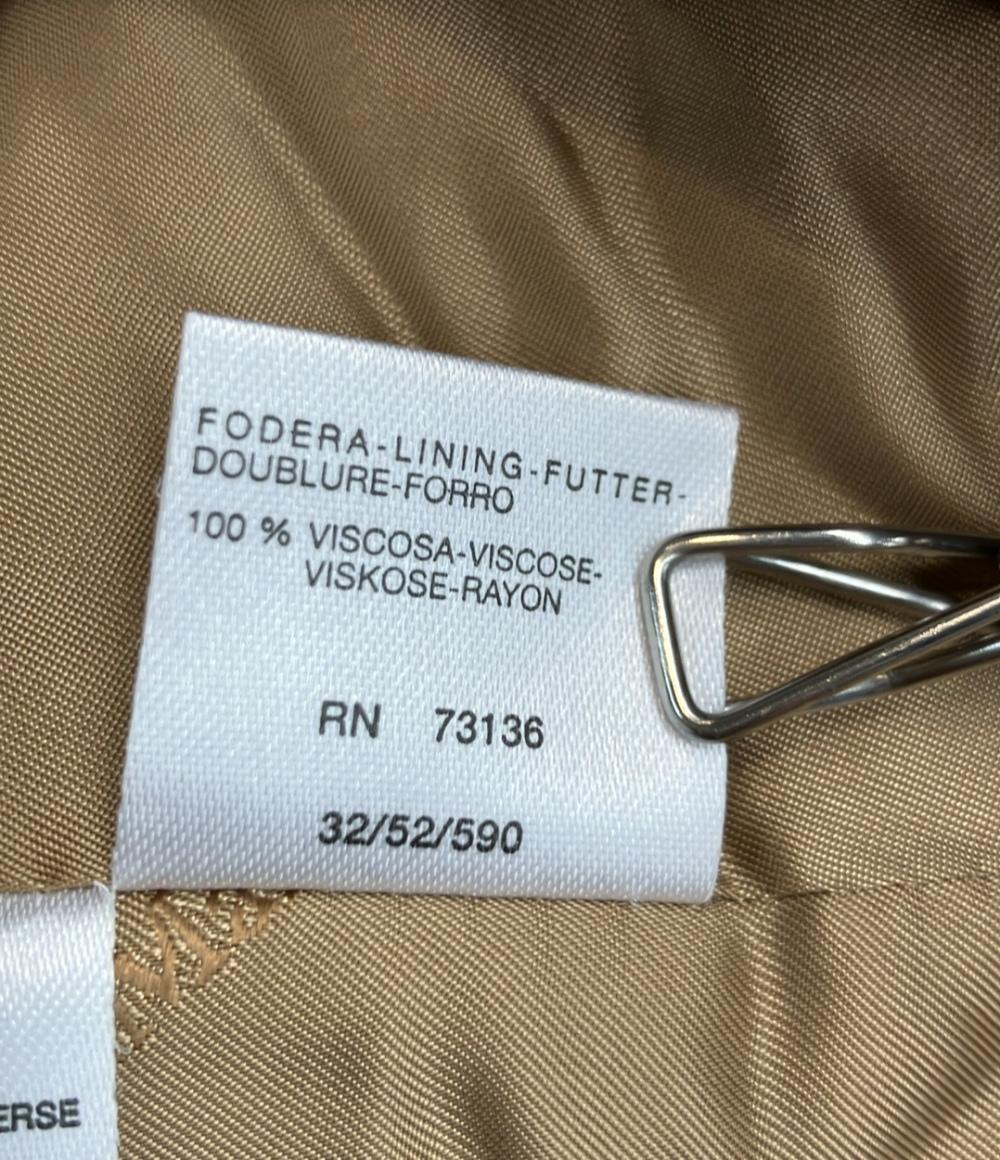 FODERA-LINING-FUTTER-
DOUBLURE-FORRO
100 % VISCOSA-VISCOSE-
VISKOSE-RAYON
RN 73136
32/52/590
ERSE